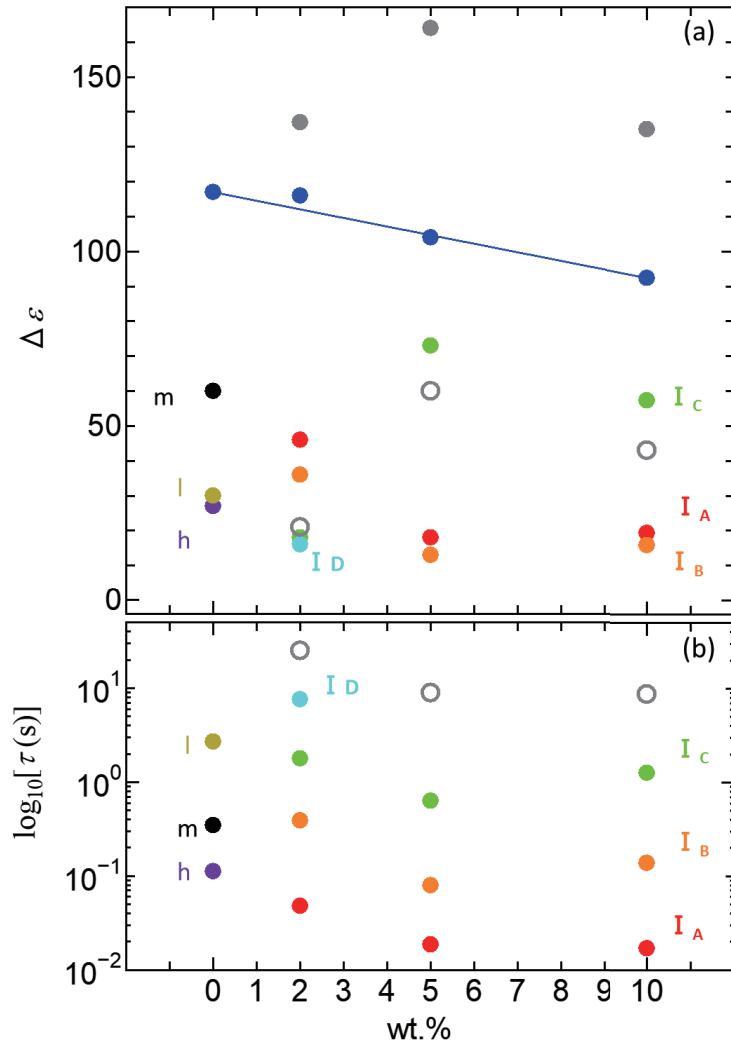 (a)
150
100
50
0
Δε
m
l
h
I D
I C
I A
I B
(b)
10¹
10⁰
10⁻¹
10⁻²
log₁₀[τ(s)]
l
m
h
I D
I C
I B
I A
0 1 2 3 4 5 6 7 8 9 10
wt.%